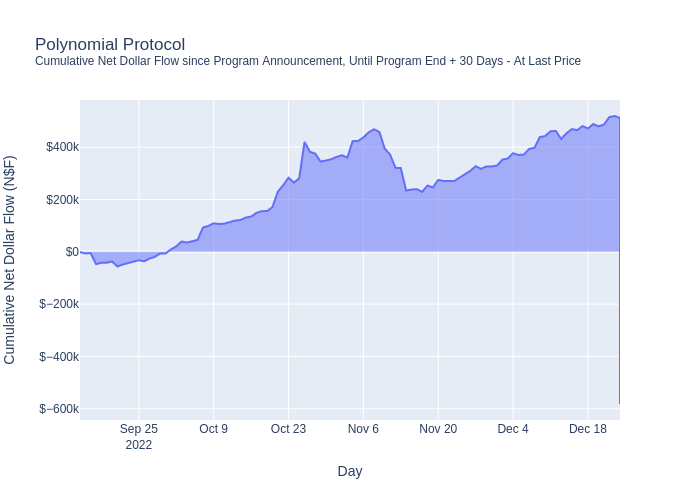 Polynomial Protocol
Cumulative Net Dollar Flow since Program Announcement, Until Program End + 30 Days - At Last Price
Cumulative Net Dollar Flow (N$F)
$400k
$200k
$0
$−200k
$−400k
$−600k
Sep 25
2022
Oct 9
Oct 23
Nov 6
Nov 20
Dec 4
Dec 18
Day